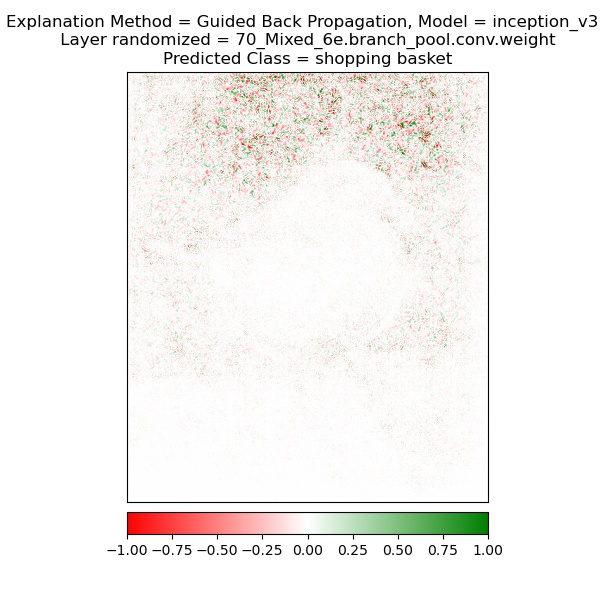 Explanation Method = Guided Back Propagation, Model = inception_v3
Layer randomized = 70_Mixed_6e.branch_pool.conv.weight
Predicted Class = shopping basket
−1.00 −0.75 −0.50 −0.25 0.00 0.25 0.50 0.75 1.00